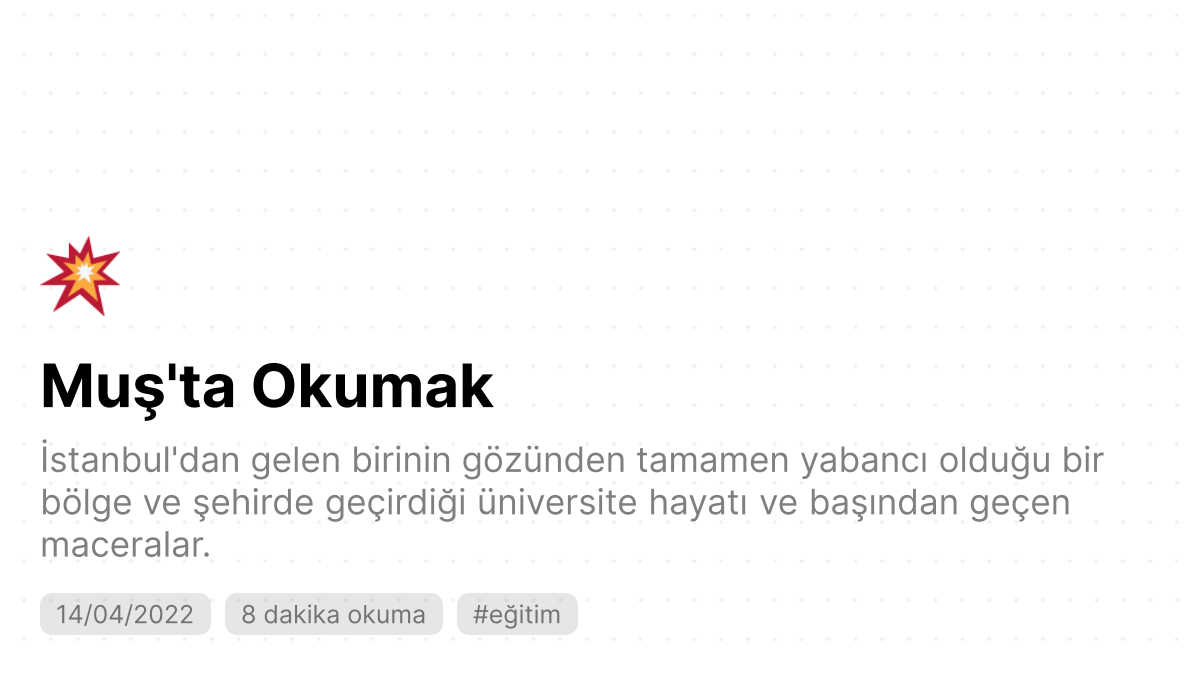 Muş'ta Okumak
İstanbul'dan gelen birinin gözünden tamamen yabancı olduğu bir
bölge ve şehirde geçirdiği üniversite hayatı ve başından geçen
maceralar.
14/04/2022 8 dakika okuma #eğitim